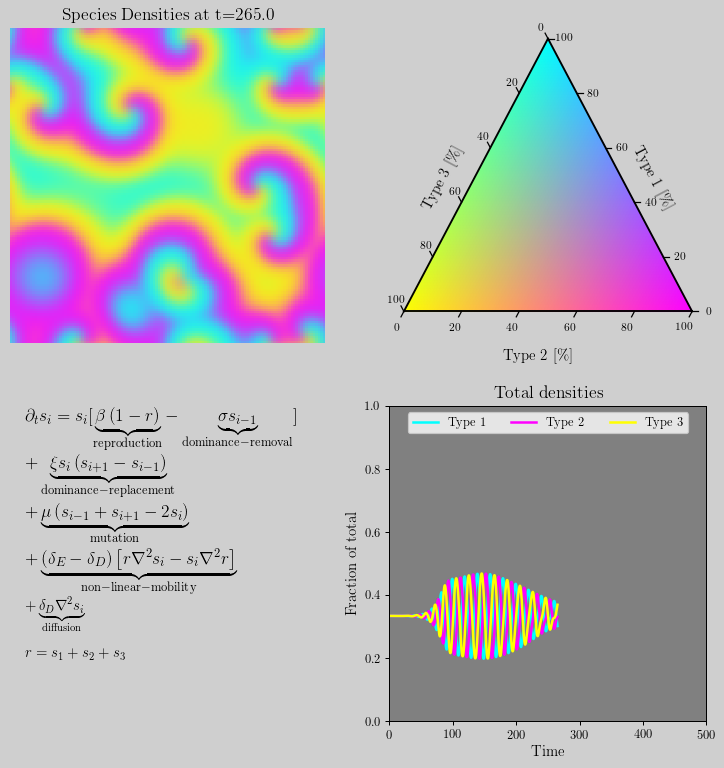 Species Densities at t=265.0
0
100
20
80
40
60
Type 3 [%]
Type 1 [%]
60
40
80
20
100
0
0
20
40
60
80
100
Type 2 [%]
∂ₜsᵢ = sᵢ[ β (1 − r) − σsᵢ₋₁ ]
reproduction dominance−removal
+ ξsᵢ (sᵢ₊₁ − sᵢ₋₁)
dominance−replacement
+ μ (sᵢ₋₁ + sᵢ₊₁ − 2sᵢ)
mutation
+ (δ_E − δ_D) [r∇²sᵢ − sᵢ∇²r]
non−linear−mobility
+ δ_D∇²sᵢ
diffusion
r = s₁ + s₂ + s₃
Total densities
Type 1 Type 2 Type 3
1.0
0.8
0.6
0.4
0.2
0.0
Fraction of total
0 100 200 300 400 500
Time